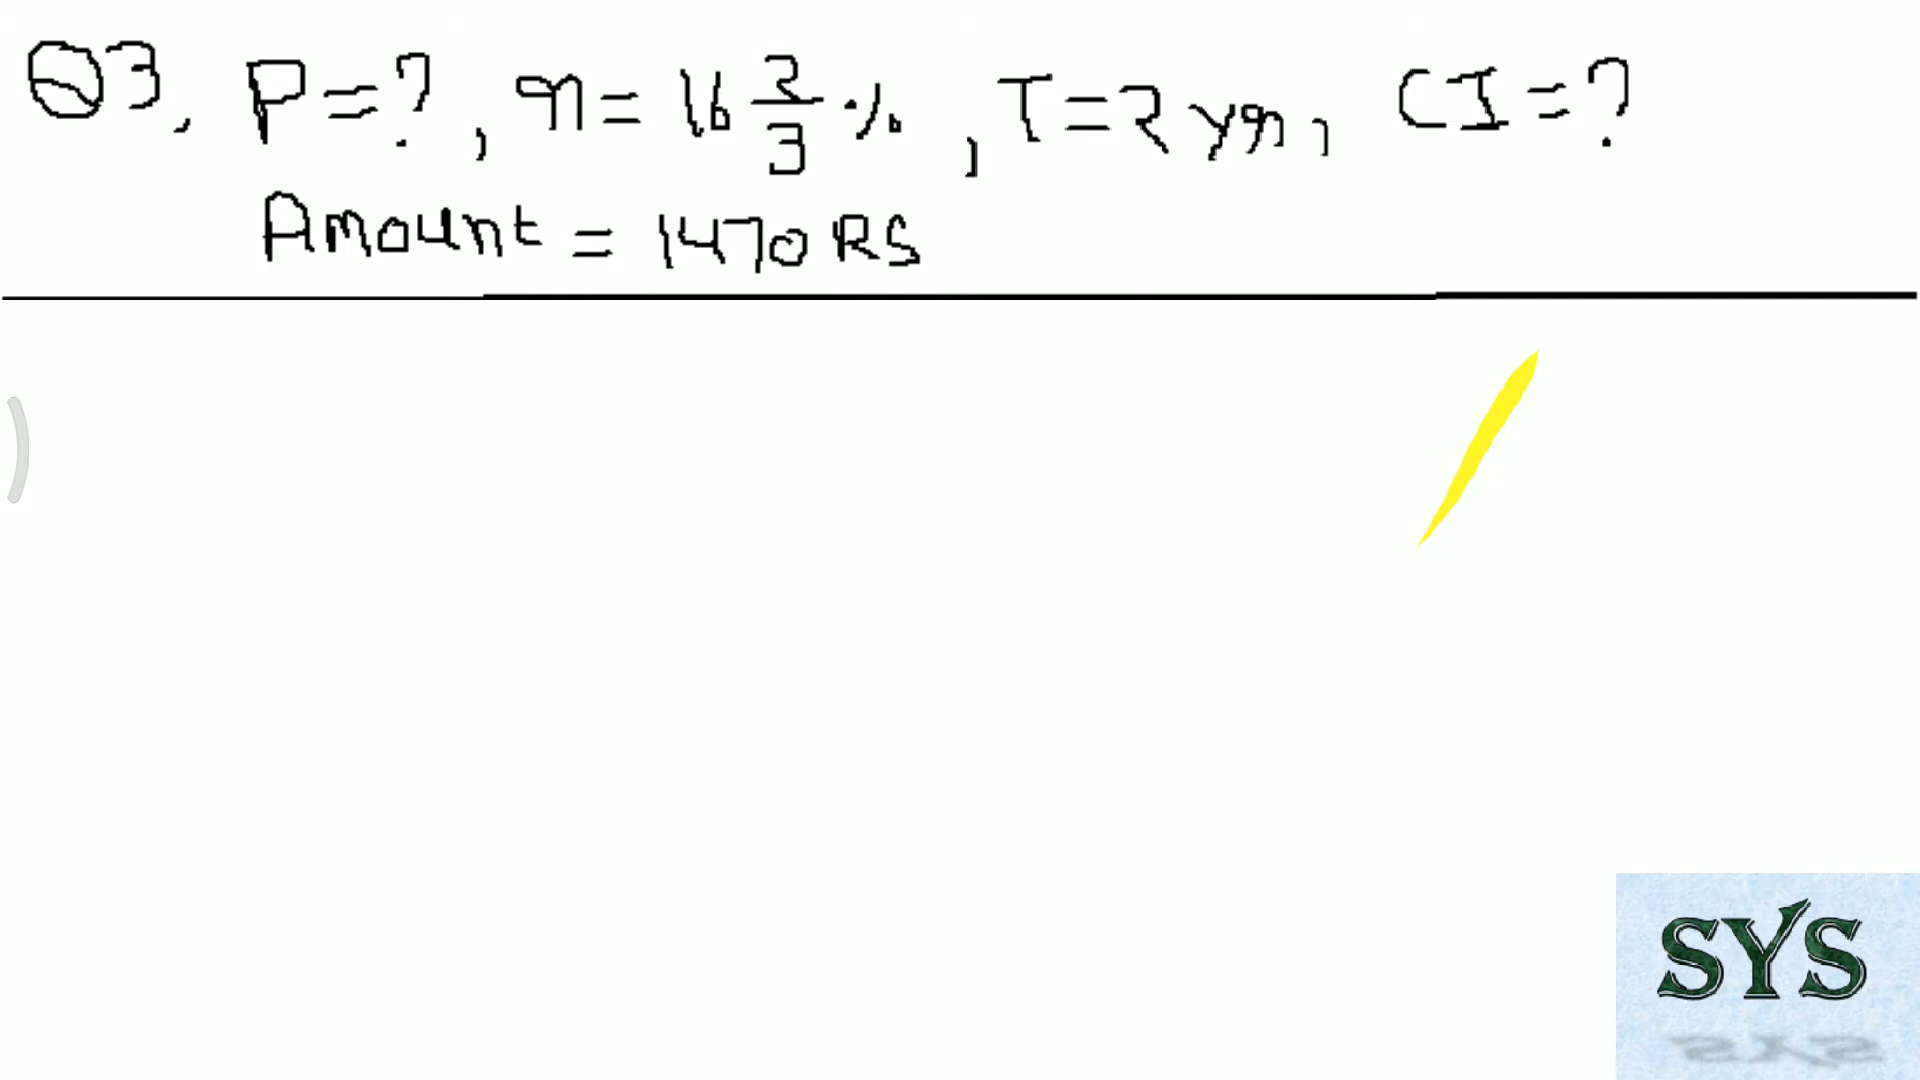 Q3, P=?, r= 16 2/3 %, T=2 yr, CI=?
Amount = 1470 RS
SYS